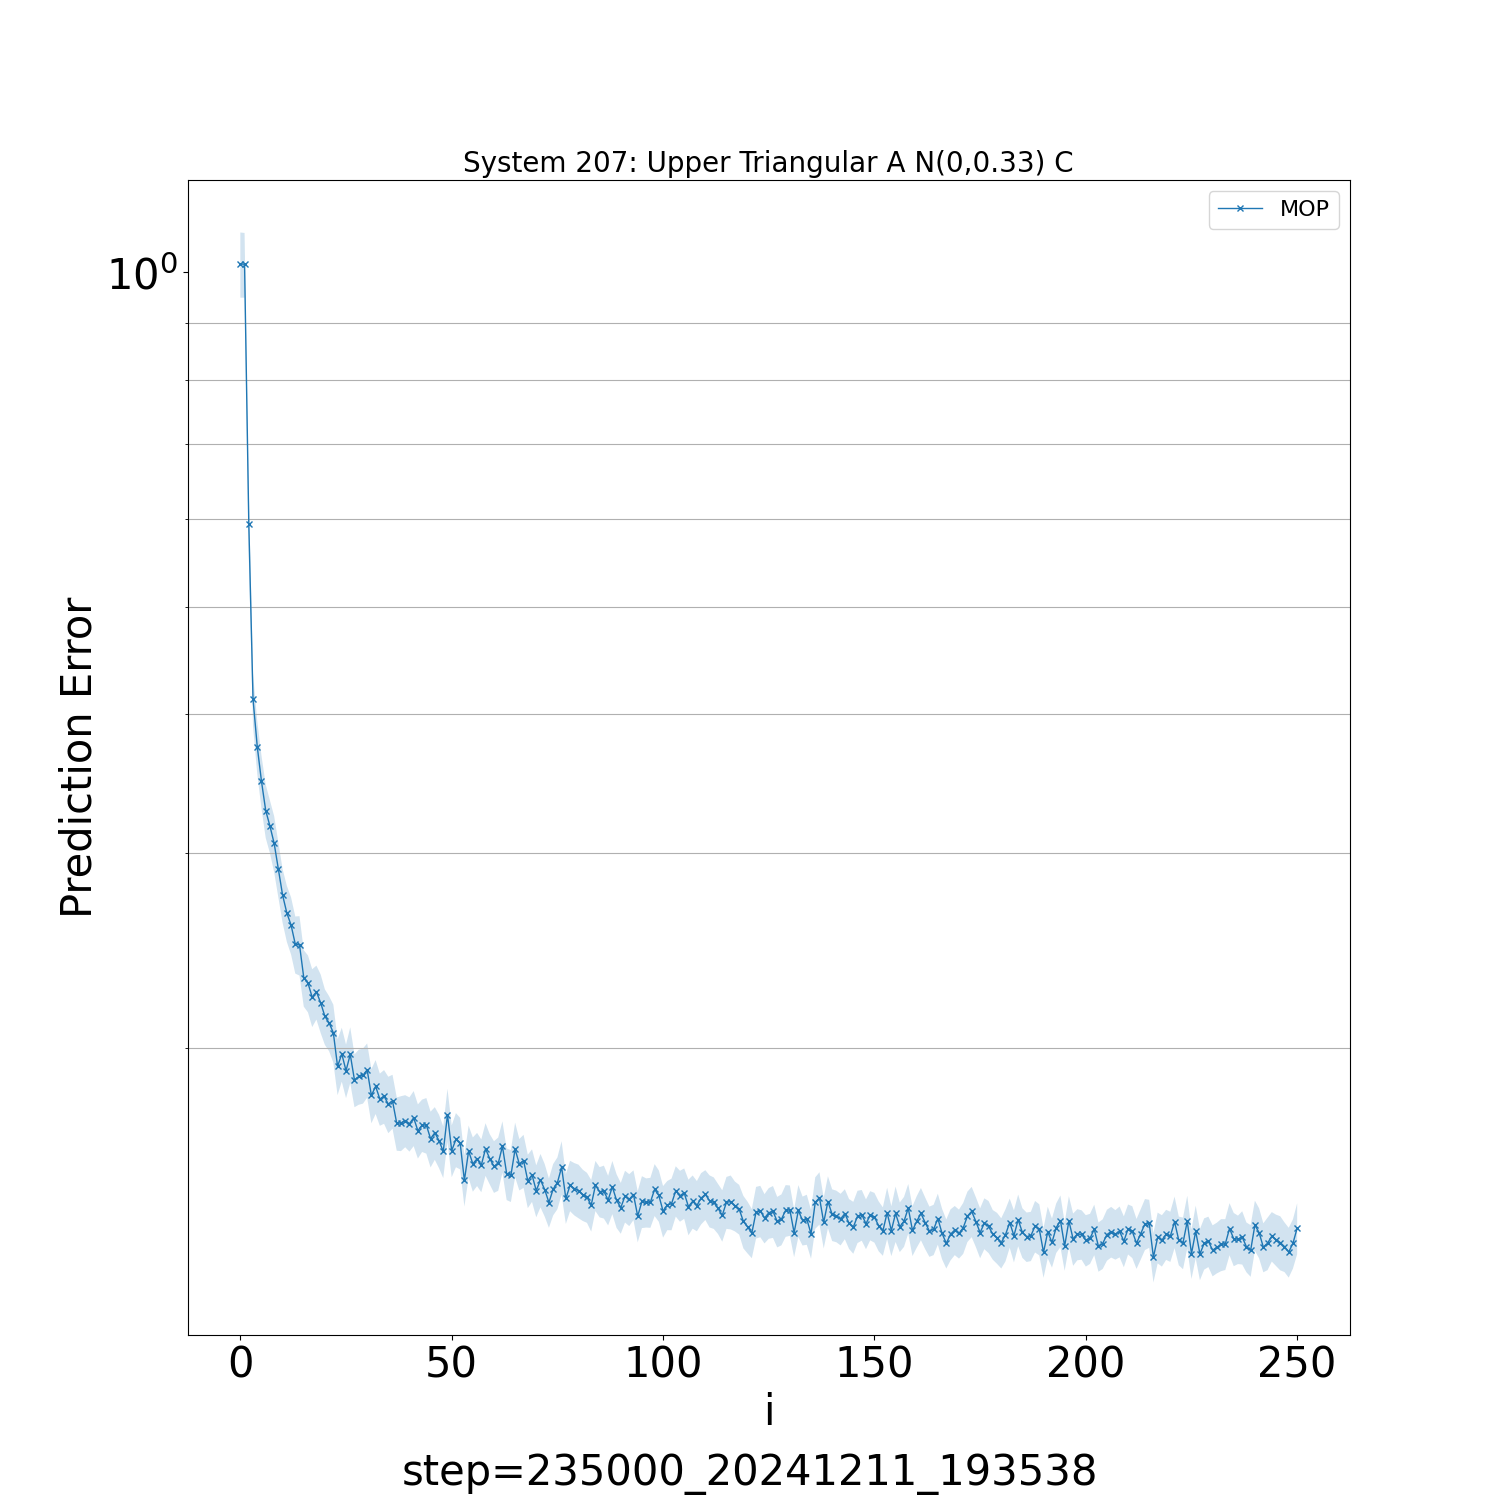 System 207: Upper Triangular A N(0,0.33) C
MOP
10⁰
Prediction Error
0 50 100 150 200 250
i
step=235000_20241211_193538